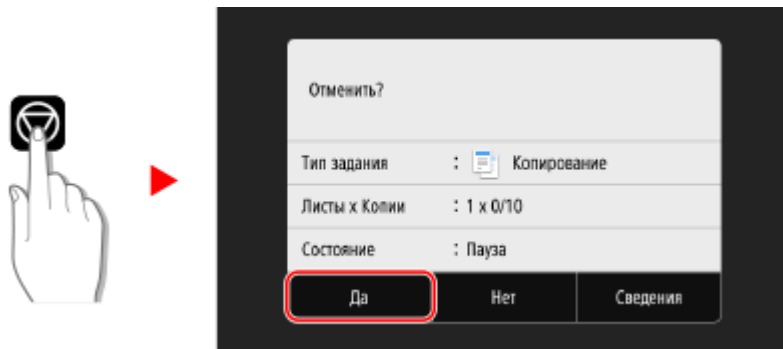 Отменить?
Тип задания : Копирование
Листы x Копии : 1 x 0/10
Состояние : Пауза
Да Нет Сведения